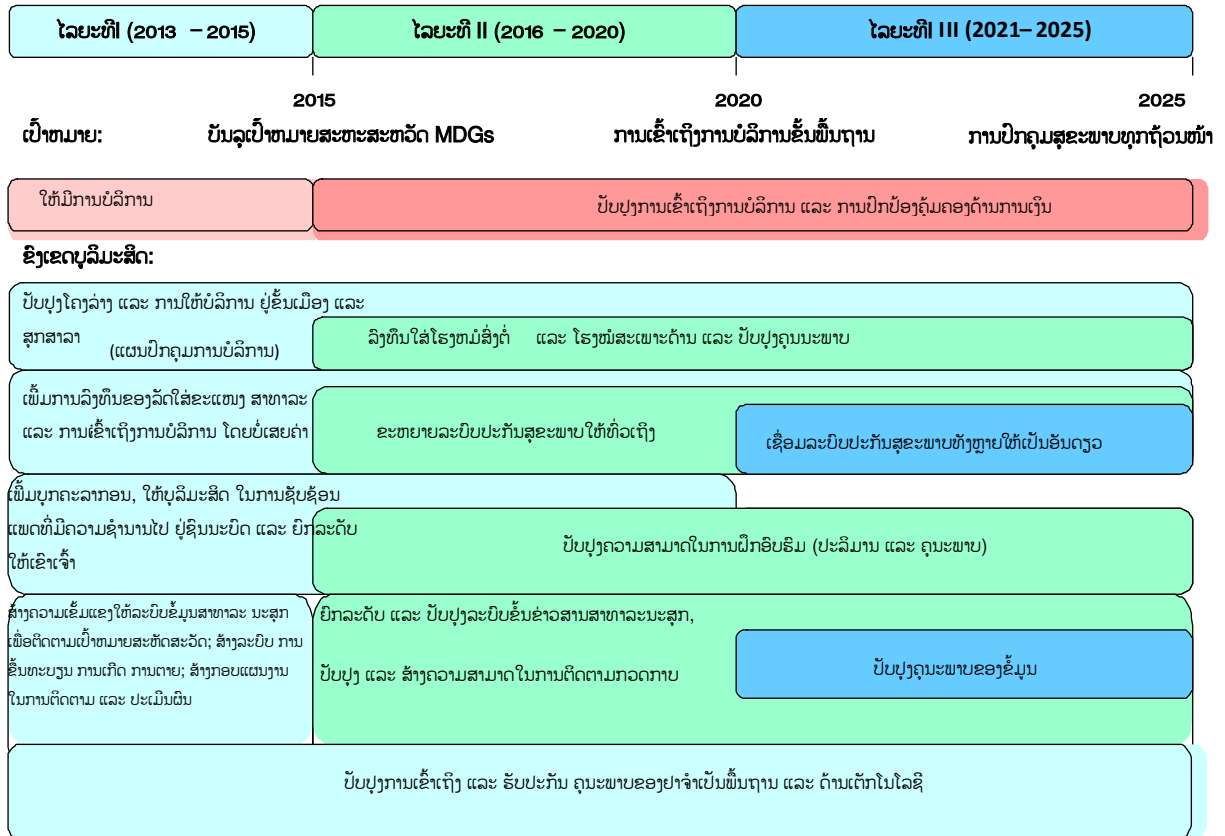 ໄລຍະທີI (2013 – 2015)
ໄລຍະທີ II (2016 – 2020)
ໄລຍະທີI III (2021– 2025)
2015
2020
2025
ເປົ້າຫມາຍ:
ບັນລຸເປົ້າຫມາຍສະຫະສະຫວັດ MDGs
ການເຂົ້າເຖິງການບໍລິການຂັ້ນພື້ນຖານ
ການປົກຄຸມສຸຂະພາບທຸກຖ້ວນໜ້າ
ໃຫ້ມີການບໍລິການ
ປັບປຸງການເຂົ້າເຖິງການບໍລິການ ແລະ ການປົກປ້ອງຄຸ້ມຄອງດ້ານການເງິນ
ຂົງເຂດບູລິມະສິດ:
ປັບປຸງໂຄງລ່າງ ແລະ ການໃຫ້ບໍລິການ ຢູ່ຂັ້ນເມືອງ ແລະ
ສຸກສາລາ
(ແຜນປົກຄຸມການບໍລິການ)
ລົງທຶນໃສ່ໂຮງຫມໍສົ່ງຕໍ່ ແລະ ໂຮງໝໍສະເພາະດ້ານ ແລະ ປັບປຸງຄຸນນະພາບ
ເພີ້ມການລົງທຶນຂອງລັດໃສ່ຂະແໜງ ສາທາລະ
ແລະ ການເຂົ້າເຖິງການບໍລິການ ໂດຍບໍ່ເສຍຄ່າ
ຂະຫຍາຍລະບົບປະກັນສຸຂະພາບໃຫ້ທົ່ວເຖິງ
ເຊື່ອມລະບົບປະກັນສຸຂະພາບທັງຫຼາຍໃຫ້ເປັນອັນດຽວ
ເພີ້ມບຸກຄະລາກອນ, ໃຫ້ບຸລິມະສິດ ໃນການຊັບຊ້ອນ
ແພດທີ່ມີຄວາມຊໍານານໄປ ຢູ່ຊົນນະບົດ ແລະ ຍົກລະດັບ
ໃຫ້ເຂົາເຈົ້າ
ປັບປຸງຄວາມສາມາດໃນການຝຶກອົບຮົມ (ປະລິມານ ແລະ ຄຸນະພາບ)
ສ້າງຄວາມເຂັ້ມແຂງໃຫ້ລະບົບຂໍ້ມູນສາທາລະ ນະສຸກ
ເພື່ອຕິດຕາມເປົ້າຫມາຍສະຫັດສະວັດ; ສ້າງລະບົບ ການ
ຂຶ້ນທະບຽນ ການເກີດ ການຕາຍ; ສ້າງກອບແຜນງານ
ໃນການຕິດຕາມ ແລະ ປະເມີນຜົນ
ຍົກລະດັບ ແລະ ປັບປຸງລະບົບຂໍ້ນຂ່າວສານສາທາລະນະສຸກ,
ປັບປຸງ ແລະ ສ້າງຄວາມສາມາດໃນການຕິດຕາມກວດກາບ
ປັບປຸງຄຸນະພາບຂອງຂໍ້ມູນ
ປັບປຸງການເຂົ້າເຖິງ ແລະ ຮັບປະກັນ ຄຸນະພາບຂອງຢາຈໍາເປັນພື້ນຖານ ແລະ ດ້ານເຕັກໂນໂລຊີ